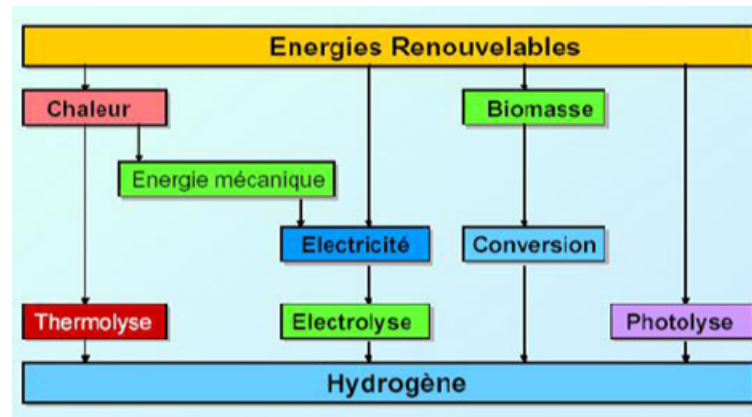 Energies Renouvelables
Chaleur
Biomasse
Energie mécanique
Electricité
Conversion
Thermolyse
Electrolyse
Photolyse
Hydrogène